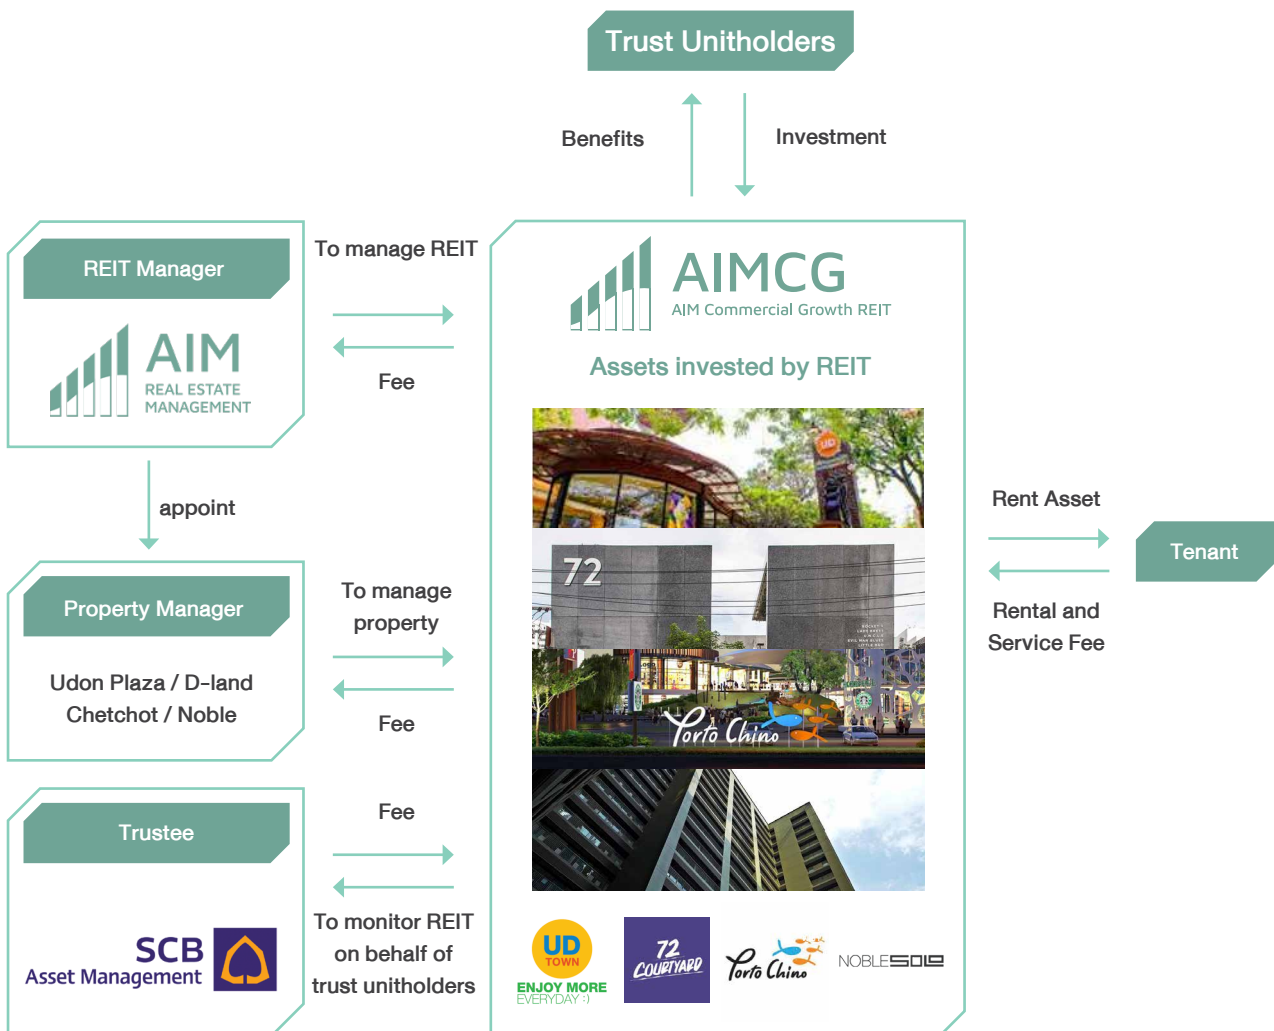 Trust Unitholders
Benefits
Investment
REIT Manager
AIM
REAL ESTATE
MANAGEMENT
To manage REIT
Fee
AIMCG
AIM Commercial Growth REIT
Assets invested by REIT
UD
72
Porto Chino
appoint
Property Manager
Udon Plaza / D-land
Chetchot / Noble
To manage
property
Fee
Rent Asset
Tenant
Rental and
Service Fee
Trustee
SCB
Asset Management
Fee
To monitor REIT
on behalf of
trust unitholders
UD
TOWN
ENJOY MORE
EVERYDAY :)
72
COURTYARD
Porto Chino
NOBLE SOLO